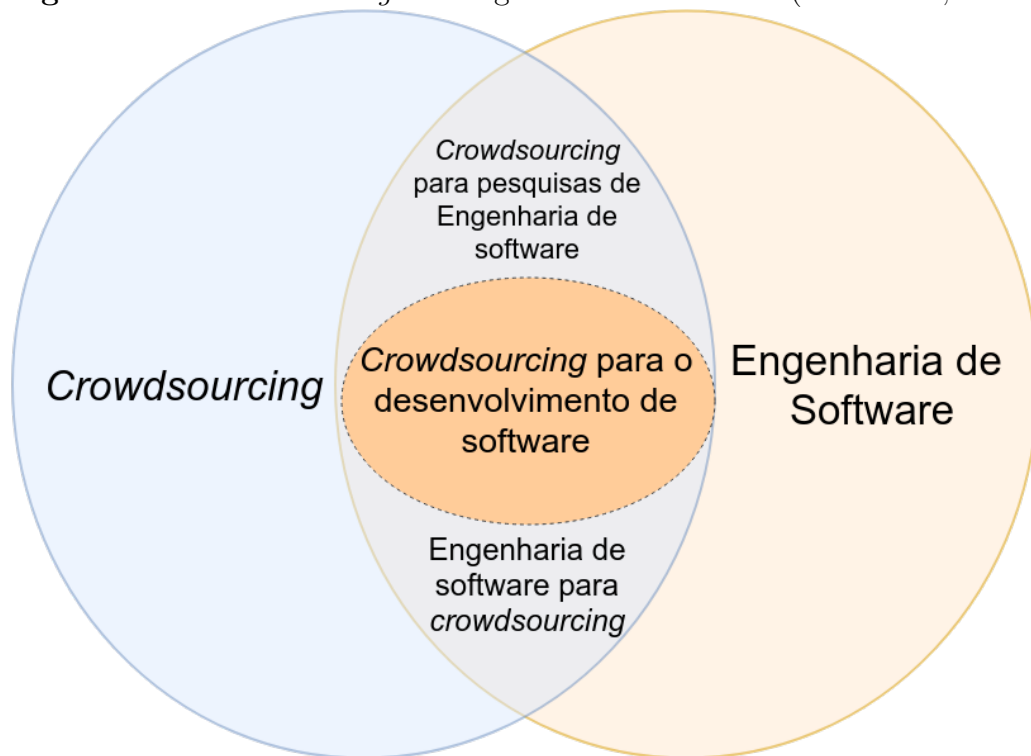 Crowdsourcing
para pesquisas de
Engenharia de
software
Crowdsourcing
Crowdsourcing para o
desenvolvimento de
software
Engenharia de
Software
Engenharia de
software para
crowdsourcing